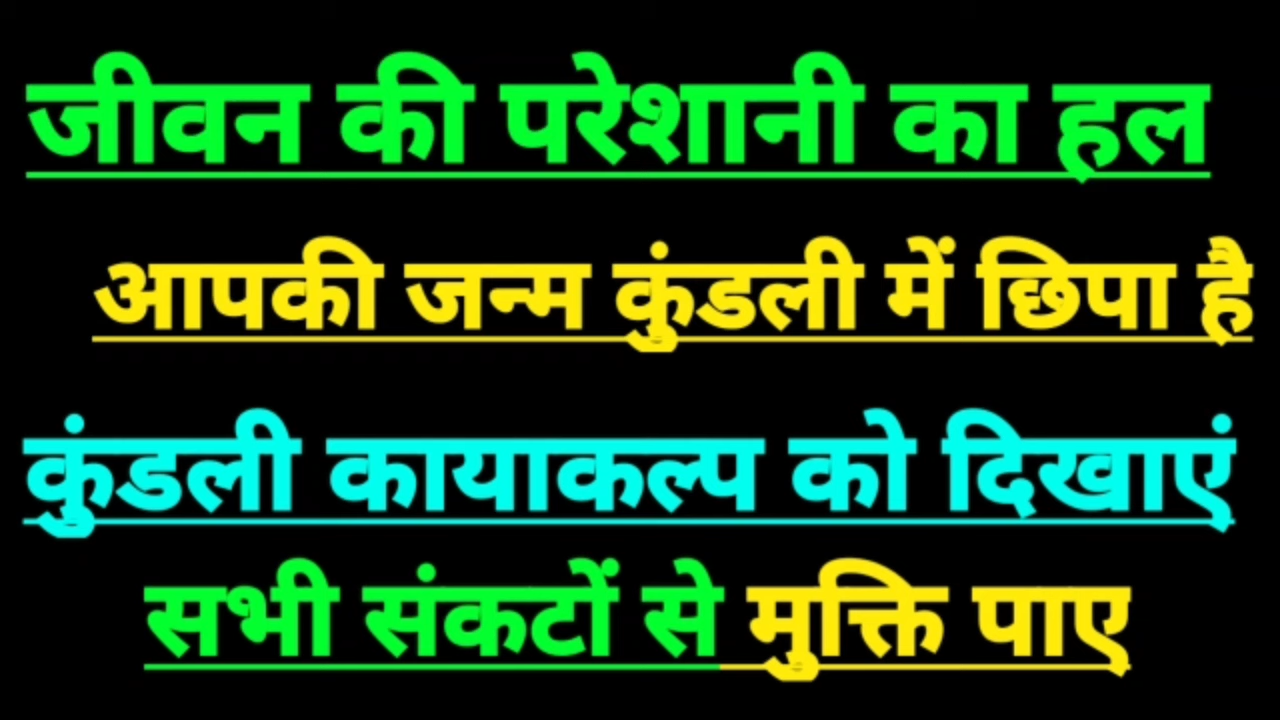 जीवन की परेशानी का हल
आपकी जन्म कुंडली में छिपा है
कुंडली कायाकल्प को दिखाएं
सभी संकटों से मुक्ति पाए